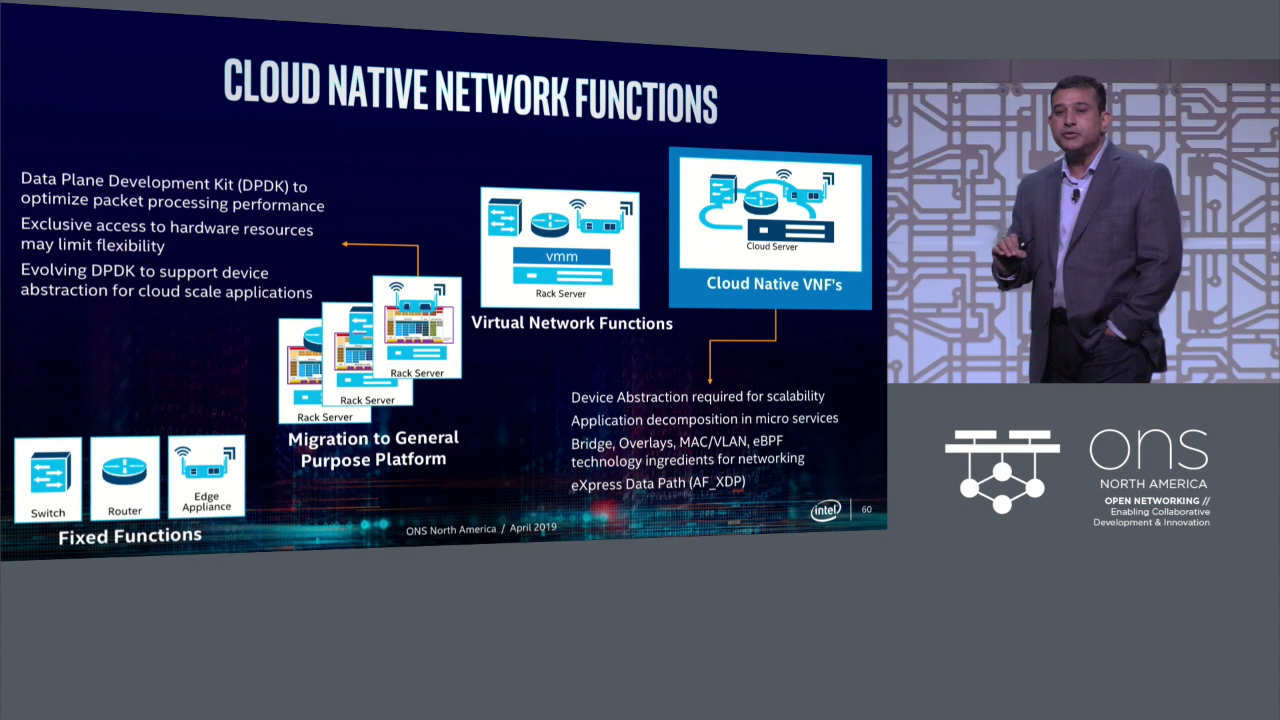 CLOUD NATIVE NETWORK FUNCTIONS
Data Plane Development Kit (DPDK) to
optimize packet processing performance
Exclusive access to hardware resources
may limit flexibility
Evolving DPDK to support device
abstraction for cloud scale applications
Switch
Router
Edge
Appliance
Fixed Functions
Rack Server
Rack Server
Rack Server
Migration to General
Purpose Platform
vmm
Rack Server
Virtual Network Functions
Cloud Server
Cloud Native VNF's
Device Abstraction required for scalability
Application decomposition in micro services
Bridge, Overlays, MAC/VLAN, eBPF
technology ingredients for networking
eXpress Data Path (AF_XDP)
ONS North America / April 2019
intel
60
ons
NORTH AMERICA
OPEN NETWORKING //
Enabling Collaborative
Development & Innovation